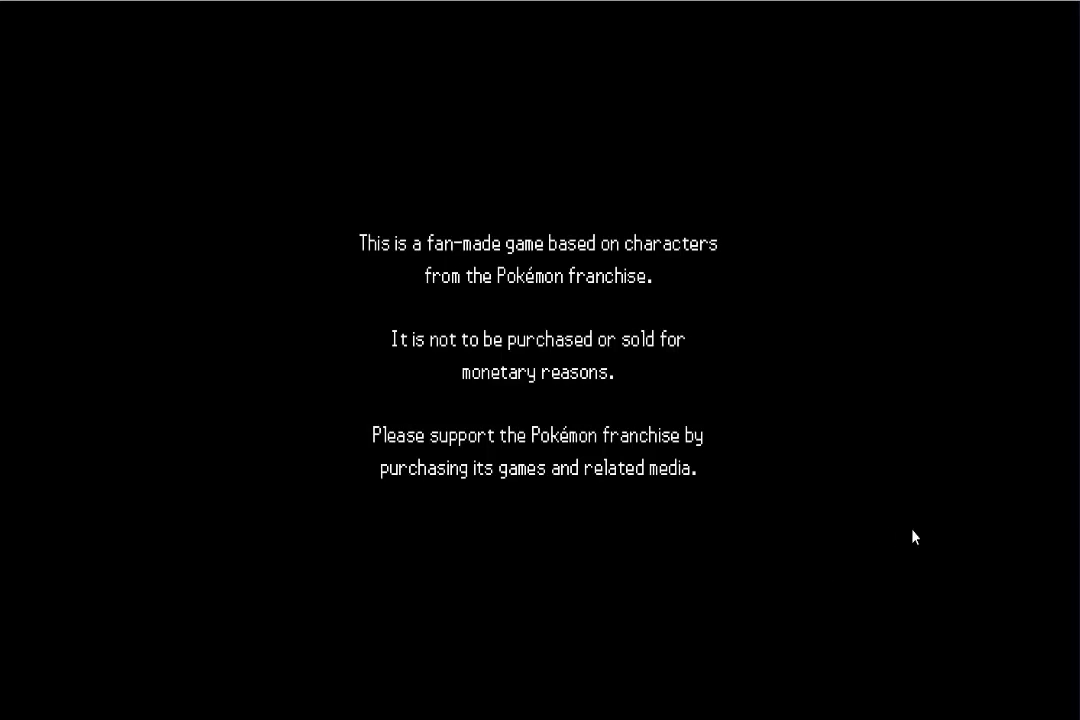 This is a fan-made game based on characters
from the Pokémon franchise.
It is not to be purchased or sold for
monetary reasons.
Please support the Pokémon franchise by
purchasing its games and related media.